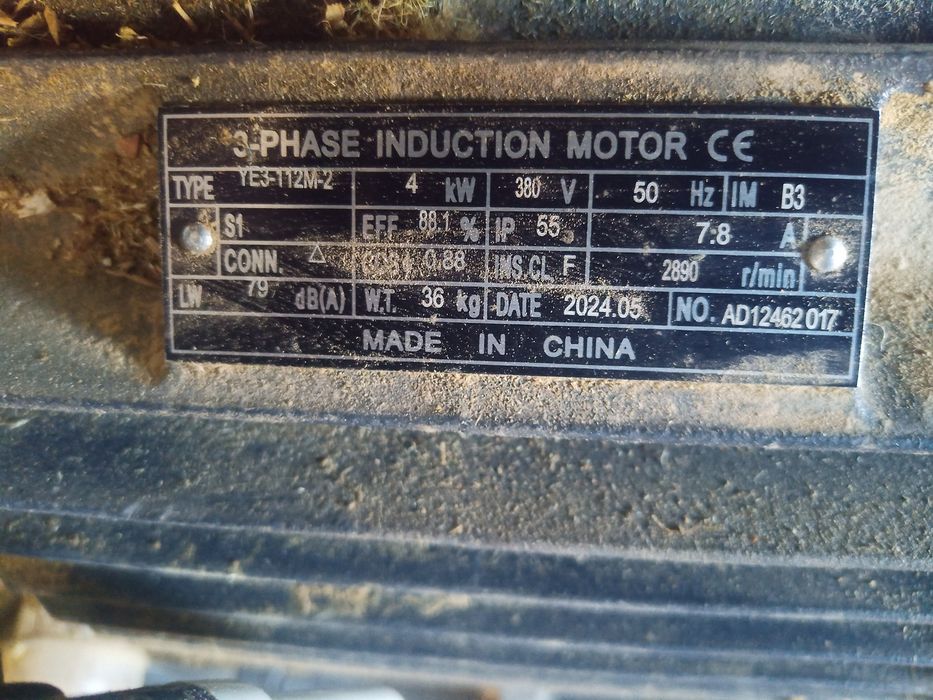 3-PHASE INDUCTION MOTOR CE
TYPE YE3-112M-2 4 kW 380 V 50 Hz IM B3
S1 EFF 88.1 % IP 55 7.8 A
CONN. △ 0.88 INS.CL F 2890 r/min
LW 79 dB(A) W.T. 36 kg DATE 2024.05 NO. AD12462017
MADE IN CHINA